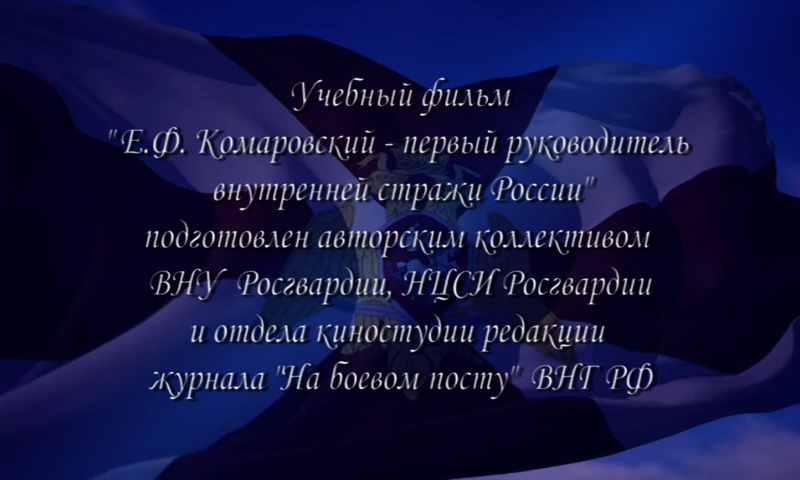 Учебный фильм
"Е.Ф. Комаровский - первый руководитель
внутренней стражи России"
подготовлен авторским коллективом
ВНУ Росгвардии, НЦСИ Росгвардии
и отдела киностудии редакции
журнала "На боевом посту" ВНГ РФ